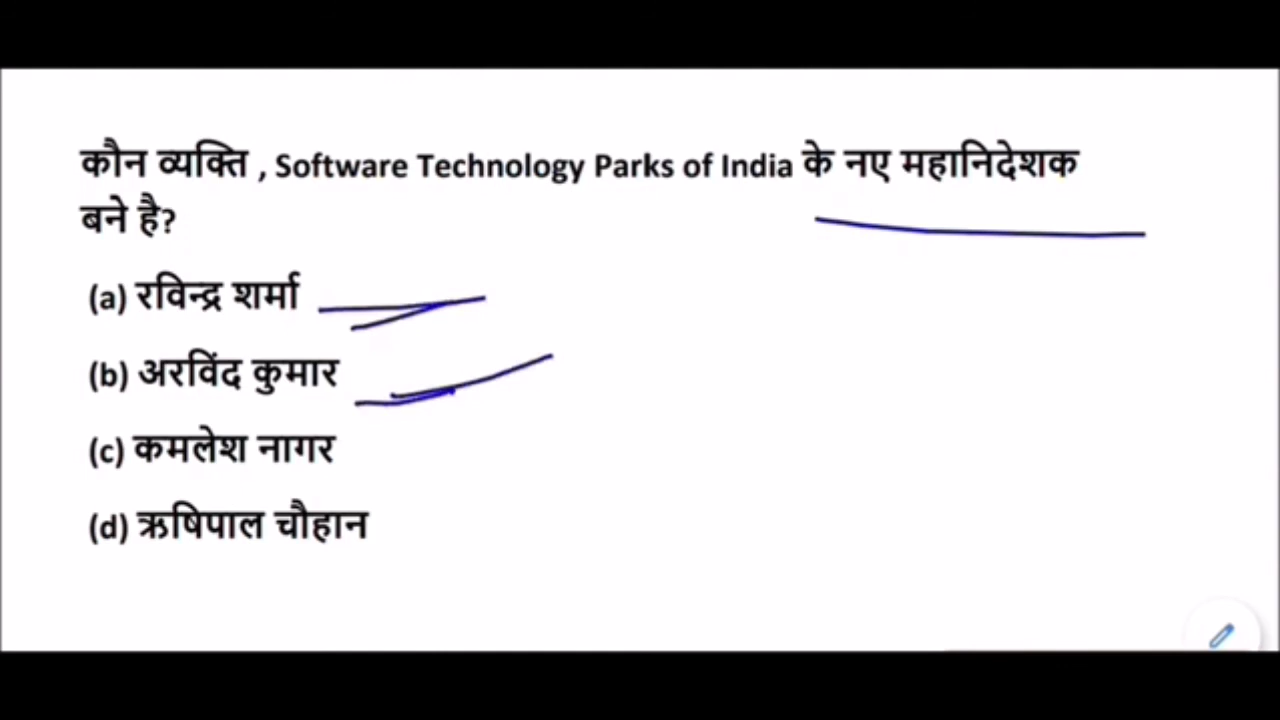 कौन व्यक्ति , Software Technology Parks of India के नए महानिदेशक
बने है?
(a) रविन्द्र शर्मा
(b) अरविंद कुमार
(c) कमलेश नागर
(d) ऋषिपाल चौहान